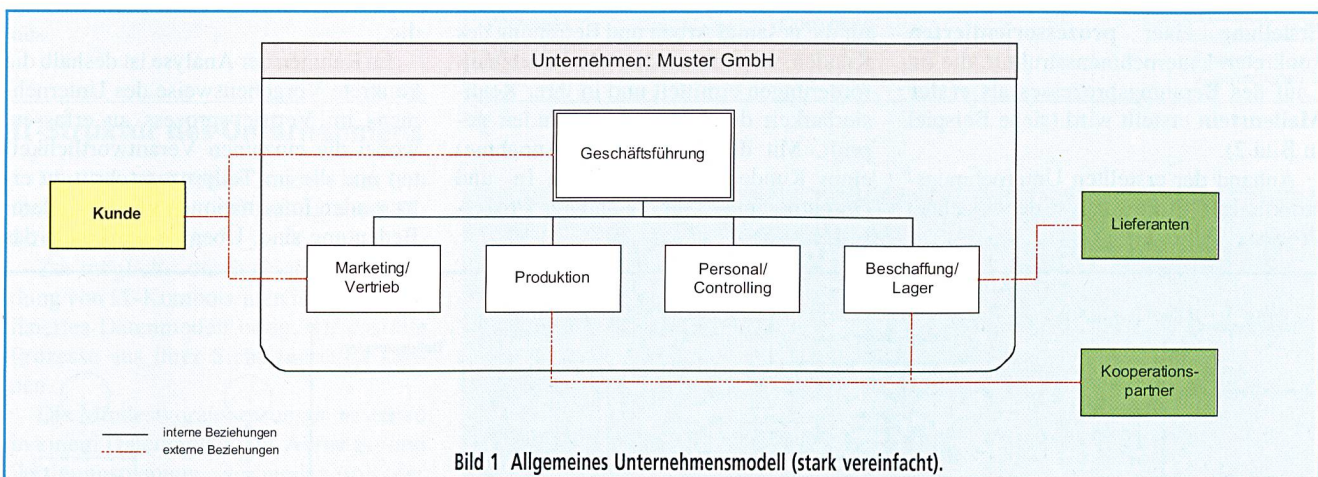 Unternehmen: Muster GmbH
Geschäftsführung
Kunde
Marketing/
Vertrieb
Produktion
Personal/
Controlling
Beschaffung/
Lager
Lieferanten
Kooperations-
partner
interne Beziehungen
externe Beziehungen
Bild 1 Allgemeines Unternehmensmodell (stark vereinfacht).